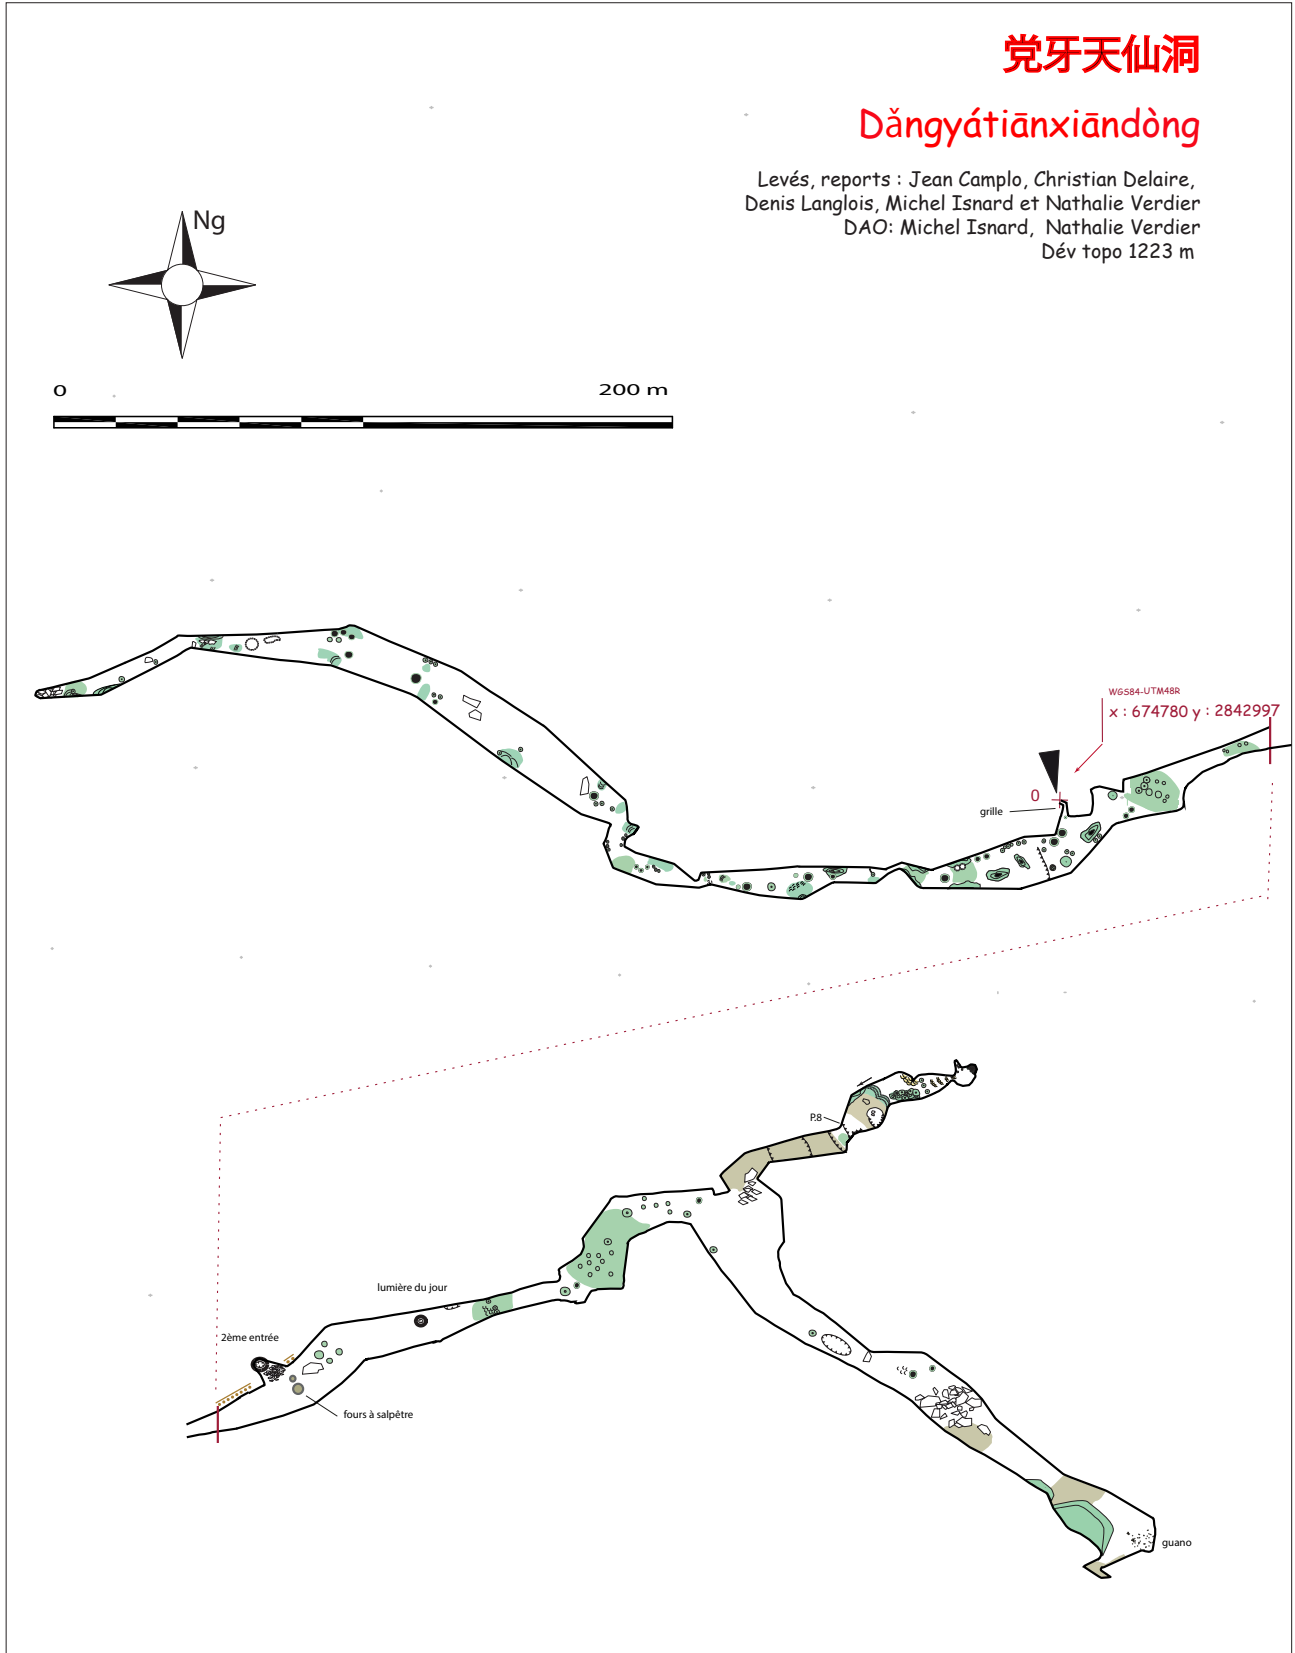 党牙天仙洞
Dǎngyátiānxiāndòng
Levés, reports : Jean Camplo, Christian Delaire,
Denis Langlois, Michel Isnard et Nathalie Verdier
DAO: Michel Isnard, Nathalie Verdier
Dév topo 1223 m
Ng
0 200 m
WGS84-UTM48R
x : 674780 y : 2842997
0
grille
P.8
lumière du jour
2ème entrée
fours à salpêtre
guano